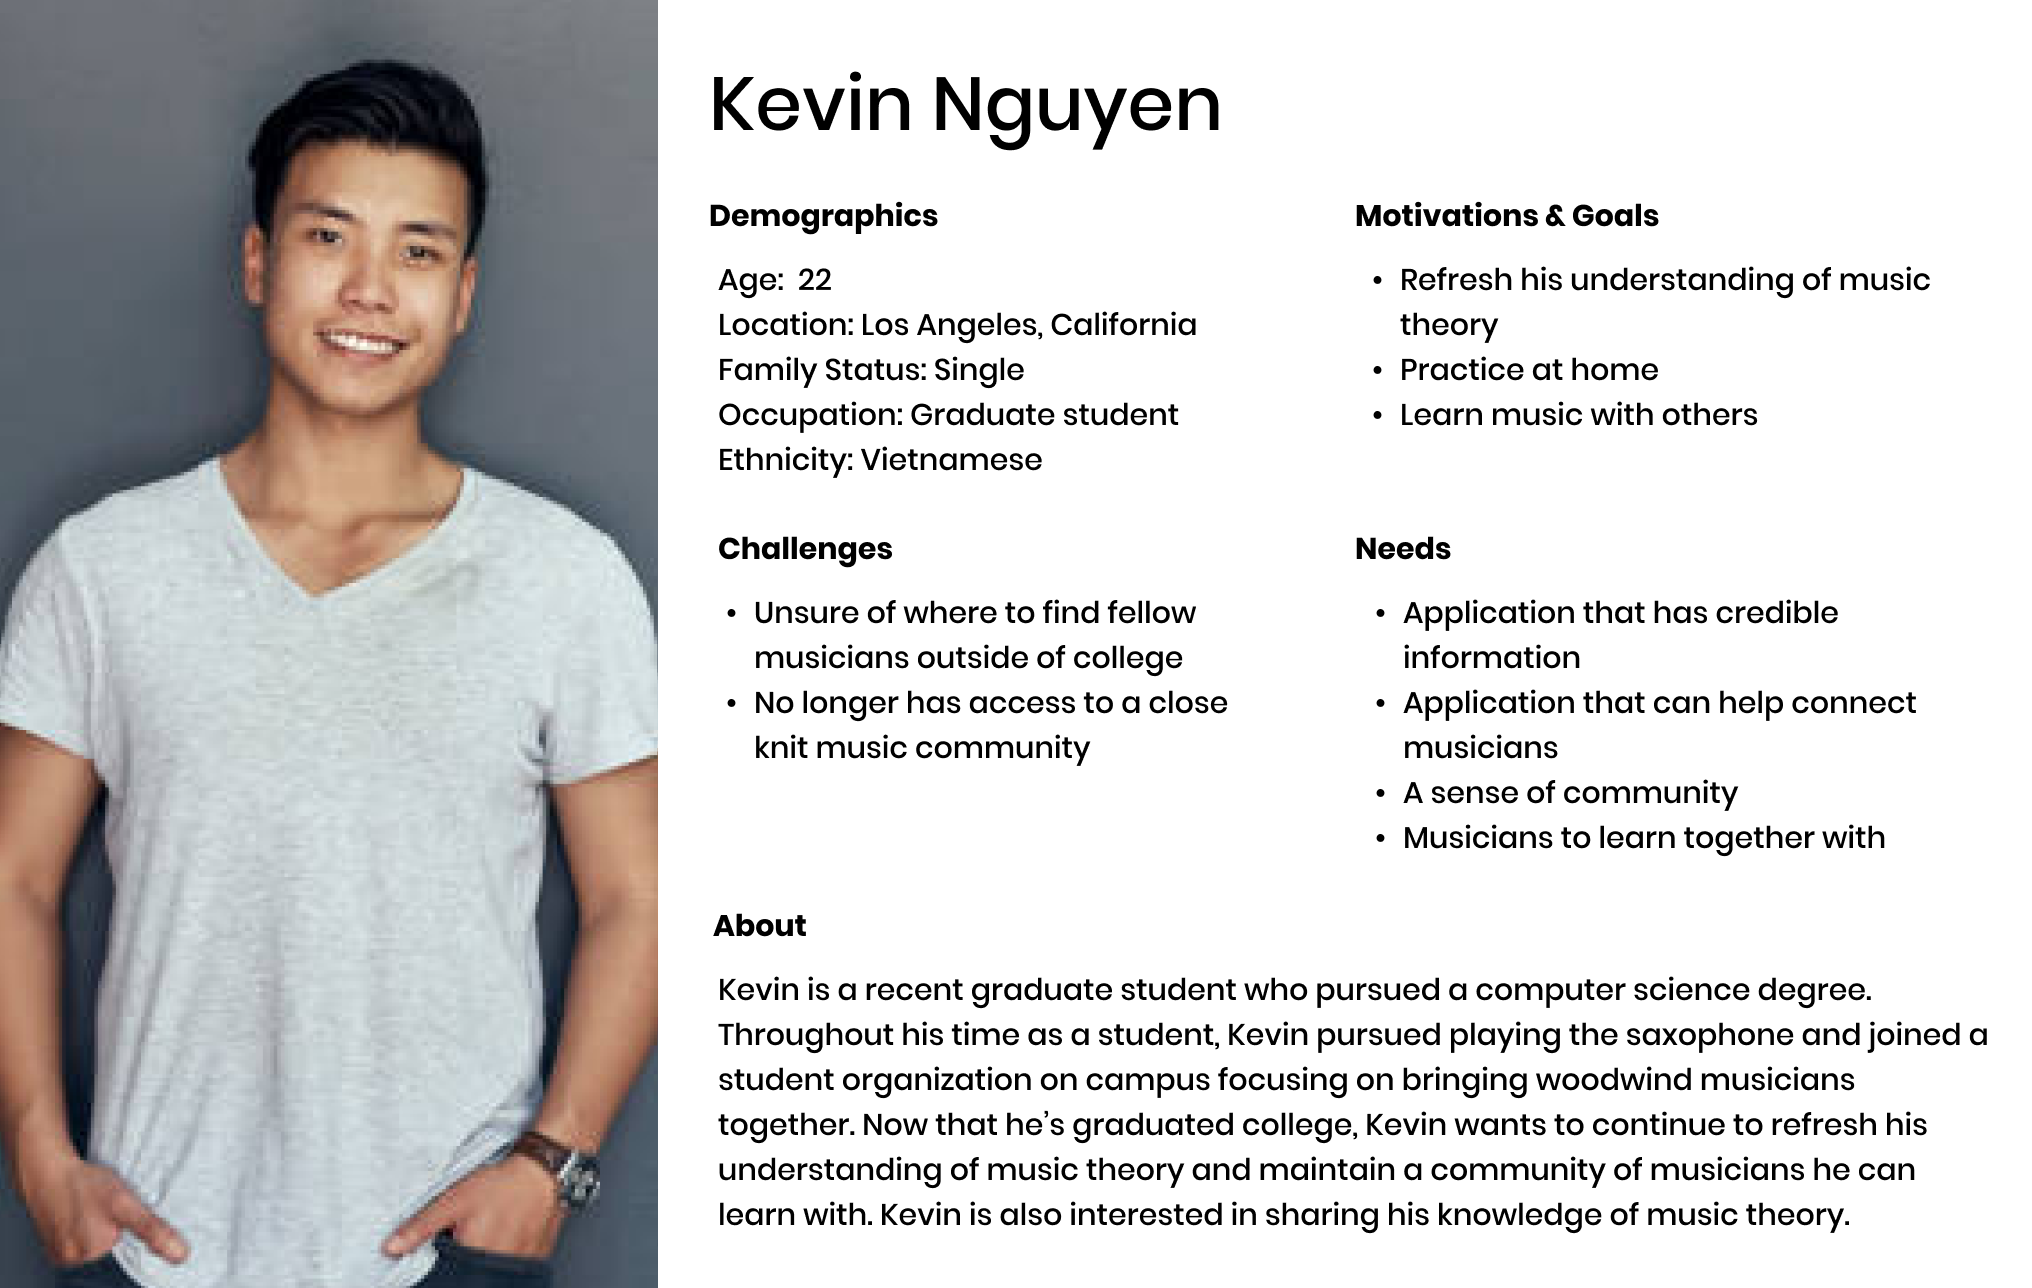 Kevin Nguyen
Demographics
Age: 22
Location: Los Angeles, California
Family Status: Single
Occupation: Graduate student
Ethnicity: Vietnamese
Motivations & Goals
• Refresh his understanding of music
theory
• Practice at home
• Learn music with others
Challenges
• Unsure of where to find fellow
musicians outside of college
• No longer has access to a close
knit music community
Needs
• Application that has credible
information
• Application that can help connect
musicians
• A sense of community
• Musicians to learn together with
About
Kevin is a recent graduate student who pursued a computer science degree.
Throughout his time as a student, Kevin pursued playing the saxophone and joined a
student organization on campus focusing on bringing woodwind musicians
together. Now that he’s graduated college, Kevin wants to continue to refresh his
understanding of music theory and maintain a community of musicians he can
learn with. Kevin is also interested in sharing his knowledge of music theory.